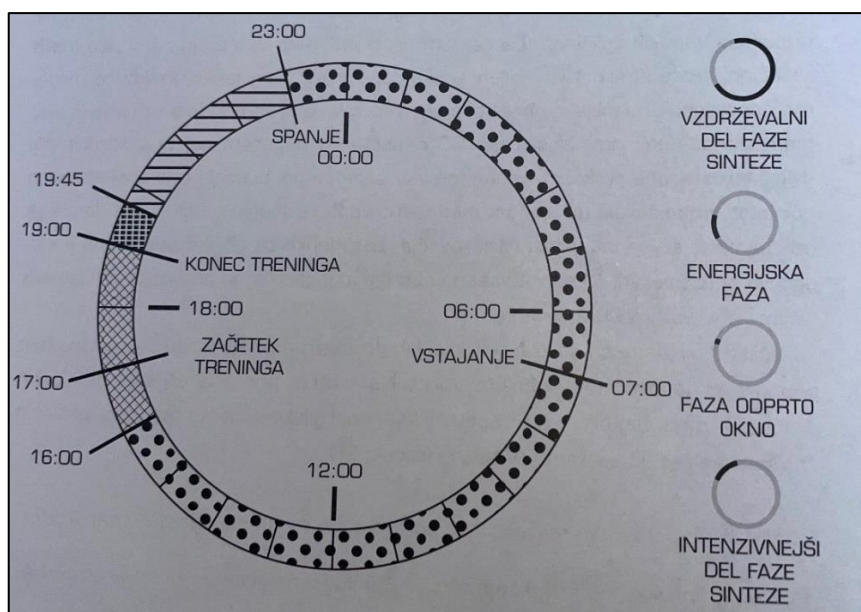 23:00
SPANJE
00:00
19:45
19:00
KONEC TRENINGA
18:00
06:00
ZAČETEK
TRENINGA
VSTAJANJE
17:00
07:00
16:00
12:00
VZDRŽEVALNI
DEL FAZE
SINTEZE
ENERGIJSKA
FAZA
FAZA ODPRTO
OKNO
INTENZIVNEJŠI
DEL FAZE
SINTEZE